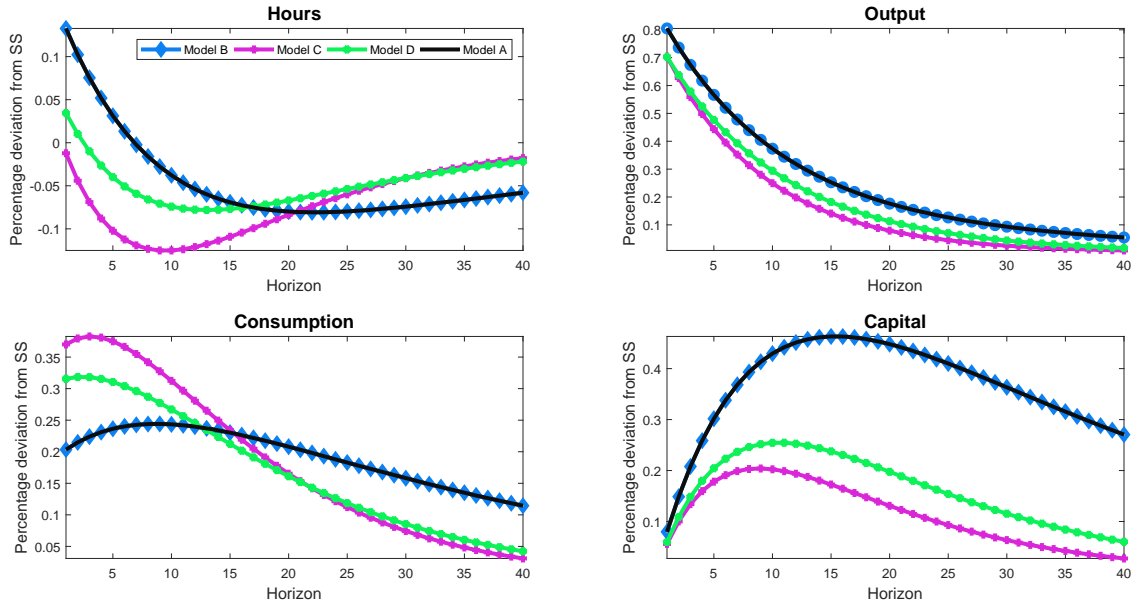 Hours
Percentage deviation from SS
0.1
0.05
0
-0.05
-0.1
Model B
Model C
Model D
Model A
5 10 15 20 25 30 35 40
Horizon
Output
Percentage deviation from SS
0.8
0.7
0.6
0.5
0.4
0.3
0.2
0.1
5 10 15 20 25 30 35 40
Horizon
Consumption
Percentage deviation from SS
0.35
0.3
0.25
0.2
0.15
0.1
0.05
5 10 15 20 25 30 35 40
Horizon
Capital
Percentage deviation from SS
0.4
0.3
0.2
0.1
5 10 15 20 25 30 35 40
Horizon